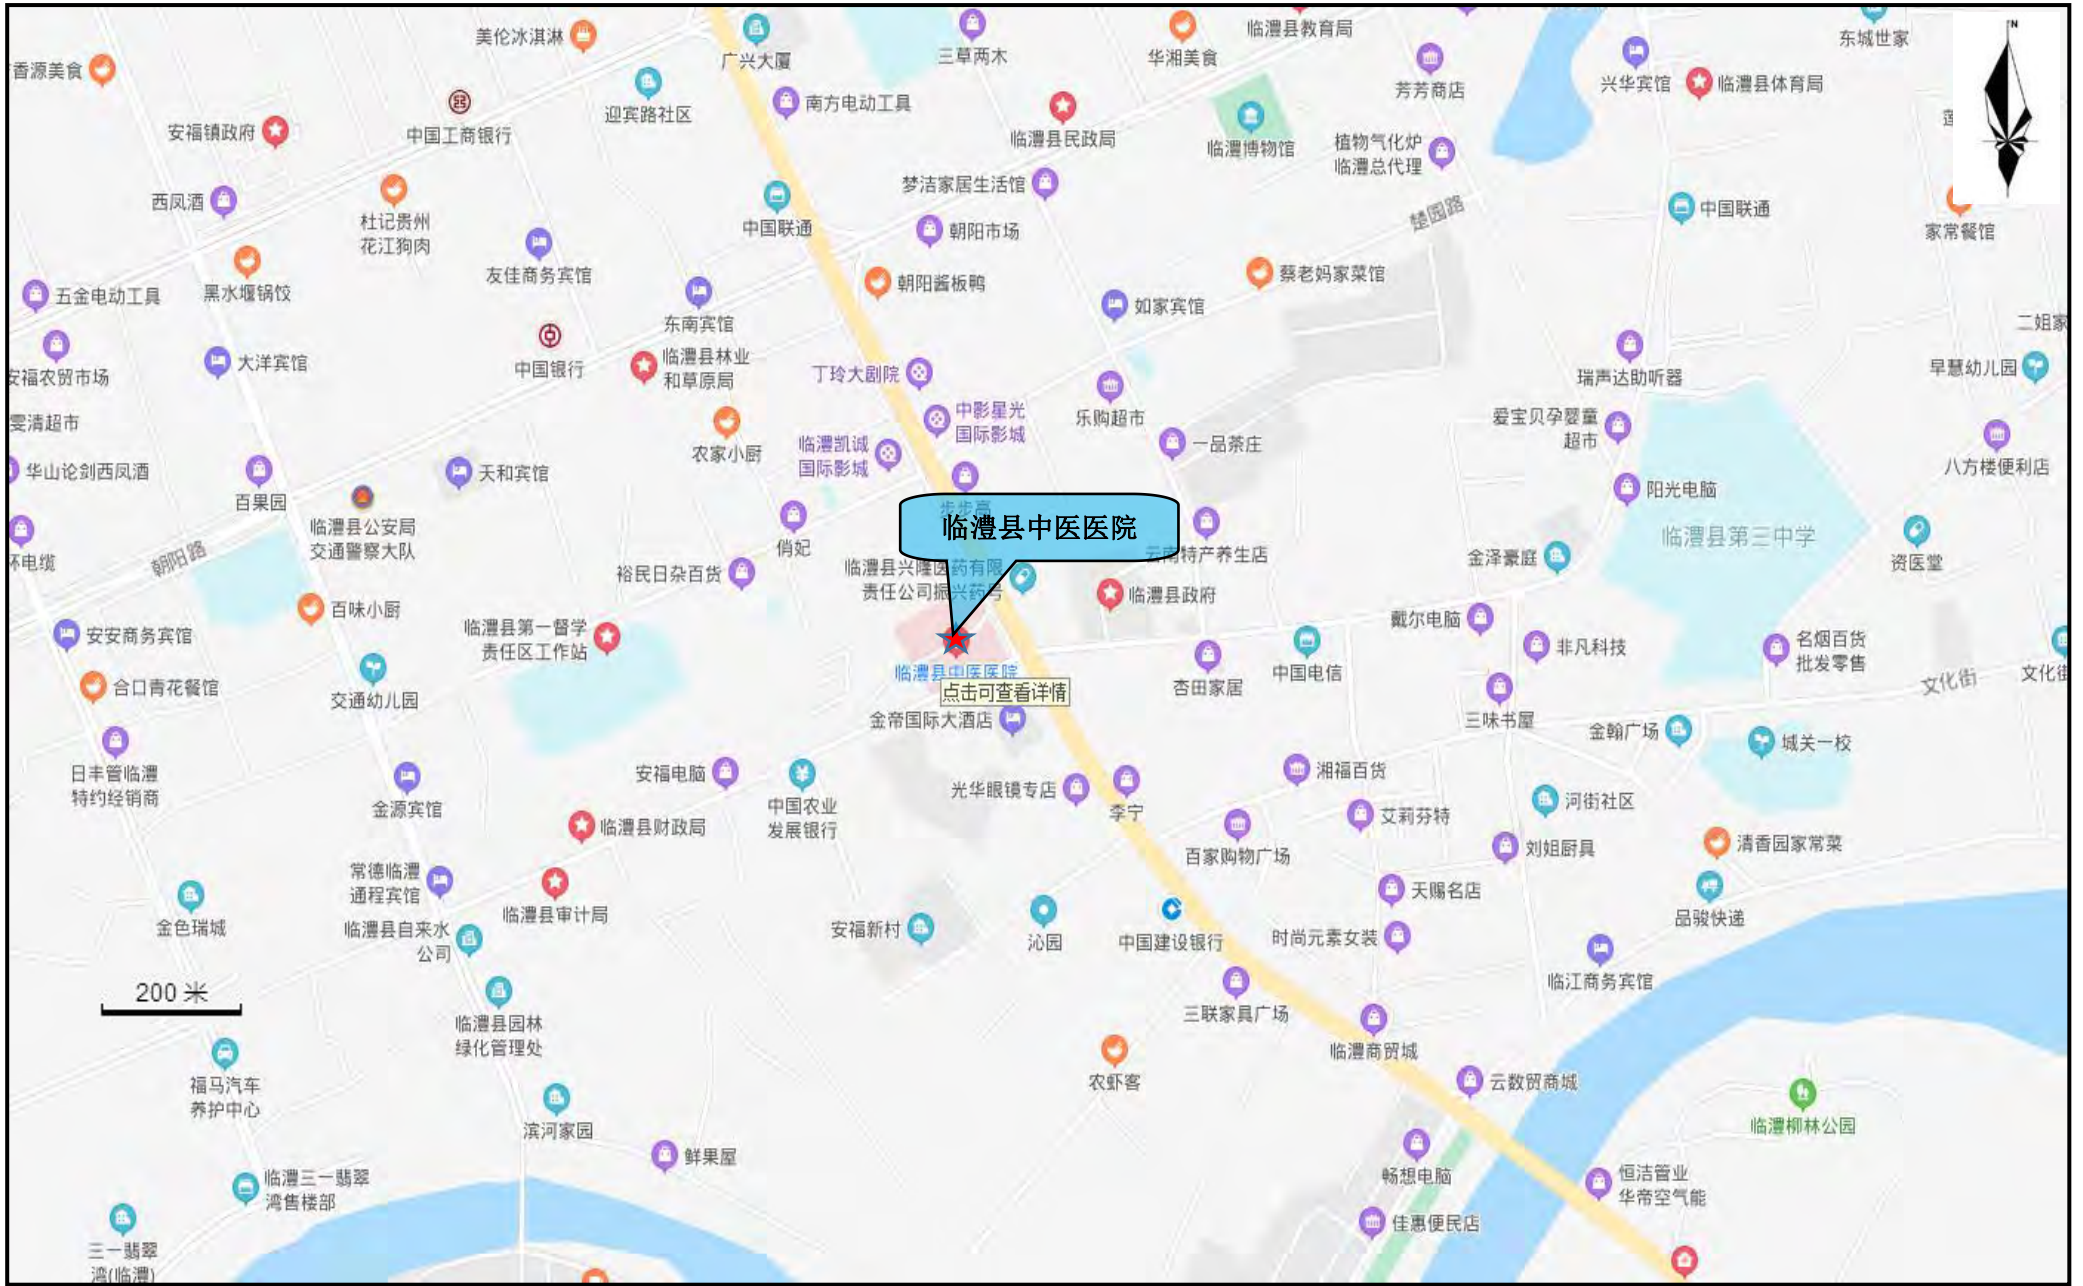 美伦冰淇淋
广兴大厦
三草两木
华湘美食
临澧县教育局
东城世家
N
香源美食
迎宾路社区
南方电动工具
芳芳商店
兴华宾馆
临澧县体育局
安福镇政府
中国工商银行
临澧县民政局
临澧博物馆
植物气化炉
临澧总代理
西凤酒
杜记贵州
花江狗肉
中国联通
梦洁家居生活馆
朝阳市场
楚园路
中国联通
家常餐馆
五金电动工具
黑水堰锅饺
友佳商务宾馆
东南宾馆
朝阳酱板鸭
如家宾馆
蔡老妈家菜馆
二姐家
安福农贸市场
大洋宾馆
中国银行
临澧县林业
和草原局
丁玲大剧院
乐购超市
瑞声达助听器
早慧幼儿园
雯清超市
农家小厨
临澧凯诚
国际影城
中影星光
国际影城
一品茶庄
爱宝贝孕婴童
超市
八方楼便利店
华山论剑西凤酒
百果园
天和宾馆
步步高
阳光电脑
临澧县中医医院
临澧县公安局
交通警察大队
俏妃
云南特产养生店
金泽豪庭
临澧县第三中学
资医堂
环电缆
朝阳路
裕民日杂百货
临澧县兴隆医药有限
责任公司振兴药号
临澧县政府
安安商务宾馆
百味小厨
临澧县第一督学
责任区工作站
戴尔电脑
非凡科技
名烟百货
批发零售
合口青花餐馆
交通幼儿园
临澧县中医医院
点击可查看详情
杏田家居
中国电信
文化街
文化街
金帝国际大酒店
三味书屋
金翰广场
城关一校
日丰管临澧
特约经销商
金源宾馆
安福电脑
中国农业
发展银行
光华眼镜专店
李宁
湘福百货
河街社区
临澧县财政局
艾莉芬特
百家购物广场
刘姐厨具
清香园家常菜
常德临澧
通程宾馆
临澧县审计局
天赐名店
品骏快递
金色瑞城
临澧县自来水
公司
安福新村
沁园
中国建设银行
时尚元素女装
临江商务宾馆
200 米
临澧县园林
绿化管理处
三联家具广场
临澧商贸城
福马汽车
养护中心
农虾客
云数贸商城
滨河家园
临澧柳林公园
鲜果屋
畅想电脑
恒洁管业
华帝空气能
临澧三一翡翠
湾售楼部
佳惠便民店
三一翡翠
湾(临澧)